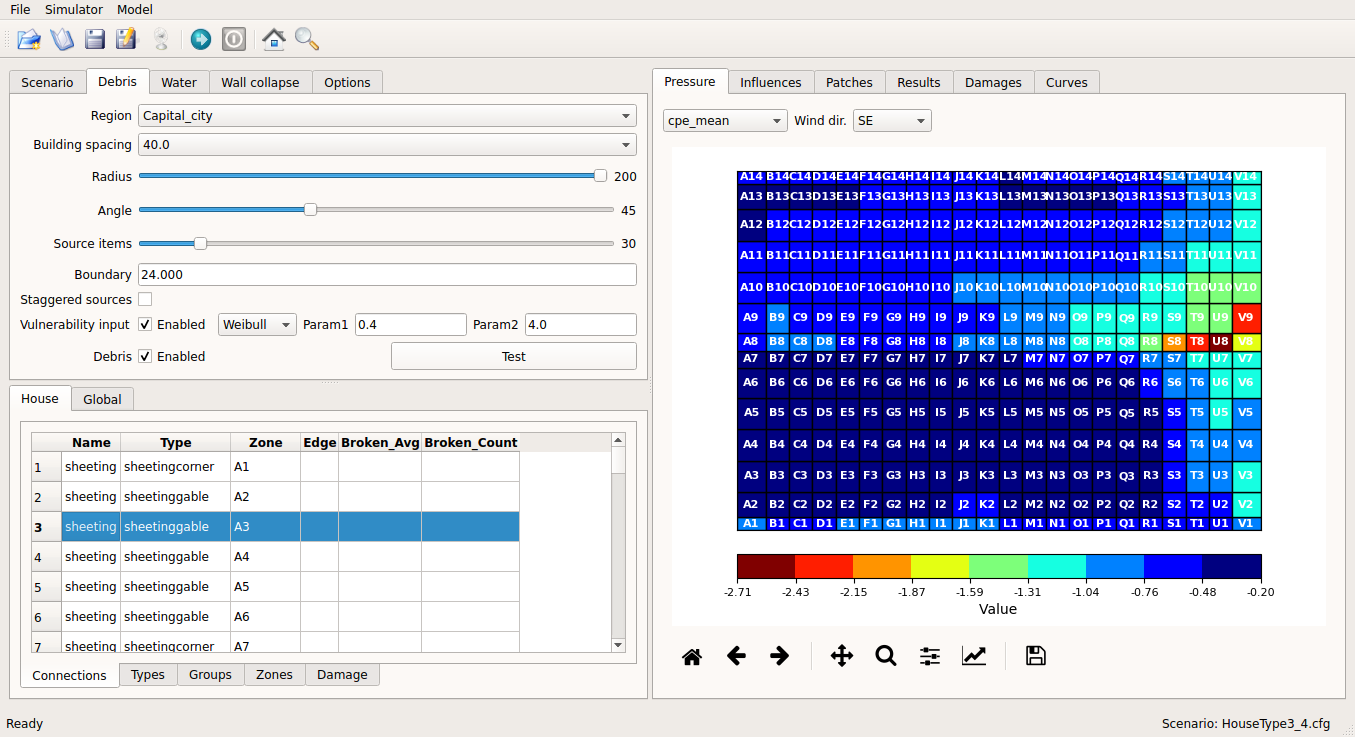 File Simulator Model
Scenario Debris Water Wall collapse Options
Region Capital_city
Building spacing 40.0
Radius 200
Angle 45
Source items 30
Boundary 24.000
Staggered sources
Vulnerability input Enabled Weibull Param1 0.4 Param2 4.0
Debris Enabled Test
House Global
Name Type Zone Edge Broken_Avg Broken_Count
1 sheeting sheetingcorner A1
2 sheeting sheetinggable A2
3 sheeting sheetinggable A3
4 sheeting sheetinggable A4
5 sheeting sheetinggable A5
6 sheeting sheetinggable A6
7 sheeting sheetingcorner A7
Connections Types Groups Zones Damage
Pressure Influences Patches Results Damages Curves
cpe_mean Wind dir. SE
A14 B14 C14 D14 E14 F14 G14 H14 I14 J14 K14 L14 M14 N14 O14 P14 Q14 R14 S14 T14 U14 V14
A13 B13 C13 D13 E13 F13 G13 H13 I13 J13 K13 L13 M13 N13 O13 P13 Q13 R13 S13 T13 U13 V13
A12 B12 C12 D12 E12 F12 G12 H12 I12 J12 K12 L12 M12 N12 O12 P12 Q12 R12 S12 T12 U12 V12
A11 B11 C11 D11 E11 F11 G11 H11 I11 J11 K11 L11 M11 N11 O11 P11 Q11 R11 S11 T11 U11 V11
A10 B10 C10 D10 E10 F10 G10 H10 I10 J10 K10 L10 M10 N10 O10 P10 Q10 R10 S10 T10 U10 V10
A9 B9 C9 D9 E9 F9 G9 H9 I9 J9 K9 L9 M9 N9 O9 P9 Q9 R9 S9 T9 U9 V9
A8 B8 C8 D8 E8 F8 G8 H8 I8 J8 K8 L8 M8 N8 O8 P8 Q8 R8 S8 T8 U8 V8
A7 B7 C7 D7 E7 F7 G7 H7 I7 J7 K7 L7 M7 N7 O7 P7 Q7 R7 S7 T7 U7 V7
A6 B6 C6 D6 E6 F6 G6 H6 I6 J6 K6 L6 M6 N6 O6 P6 Q6 R6 S6 T6 U6 V6
A5 B5 C5 D5 E5 F5 G5 H5 I5 J5 K5 L5 M5 N5 O5 P5 Q5 R5 S5 T5 U5 V5
A4 B4 C4 D4 E4 F4 G4 H4 I4 J4 K4 L4 M4 N4 O4 P4 Q4 R4 S4 T4 U4 V4
A3 B3 C3 D3 E3 F3 G3 H3 I3 J3 K3 L3 M3 N3 O3 P3 Q3 R3 S3 T3 U3 V3
A2 B2 C2 D2 E2 F2 G2 H2 I2 J2 K2 L2 M2 N2 O2 P2 Q2 R2 S2 T2 U2 V2
A1 B1 C1 D1 E1 F1 G1 H1 I1 J1 K1 L1 M1 N1 O1 P1 Q1 R1 S1 T1 U1 V1
-2.71 -2.43 -2.15 -1.87 -1.59 -1.31 -1.04 -0.76 -0.48 -0.20
Value
Ready
Scenario: HouseType3_4.cfg